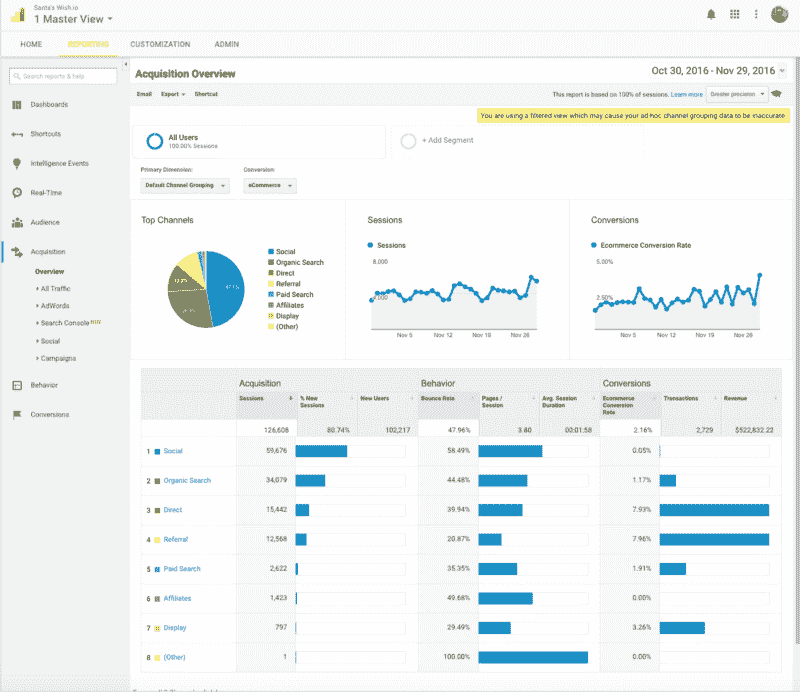 Santa's Wish.io
1 Master View
HOME REPORTING CUSTOMIZATION ADMIN
Search reports & help
Acquisition Overview
Oct 30, 2016 - Nov 29, 2016
Email Export Shortcut
This report is based on 100% of sessions. Learn more Greater precision
You are using a filtered view which may cause your ad hoc channel grouping data to be inaccurate
Dashboards
Shortcuts
Intelligence Events
Real-Time
Audience
Acquisition
Overview
All Traffic
AdWords
Search Console
Social
Campaigns
Behavior
Conversions
All Users
100.00% Sessions
+ Add Segment
Primary Dimension: Conversion:
Default Channel Grouping eCommerce
Top Channels
Social
Organic Search
Direct
Referral
Paid Search
Affiliates
Display
(Other)
Sessions
Sessions
8,000
Nov 5 Nov 12 Nov 19 Nov 26
Conversions
Ecommerce Conversion Rate
5.00%
2.50%
Nov 5 Nov 12 Nov 19 Nov 26
Acquisition Behavior Conversions
Sessions % New Sessions New Users Bounce Rate Pages / Session Avg. Session Duration Ecommerce Conversion Rate Transactions Revenue
126,608 80.74% 102,217 47.96% 3.80 00:01:58 2.16% 2,729 $522,832.22
1 Social 59,676 58.49% 0.05%
2 Organic Search 34,079 44.48% 1.17%
3 Direct 15,442 39.94% 7.93%
4 Referral 12,568 20.87% 7.96%
5 Paid Search 2,622 35.35% 1.91%
6 Affiliates 1,423 49.68% 0.00%
7 Display 797 29.49% 3.26%
8 (Other) 1 100.00% 0.00%